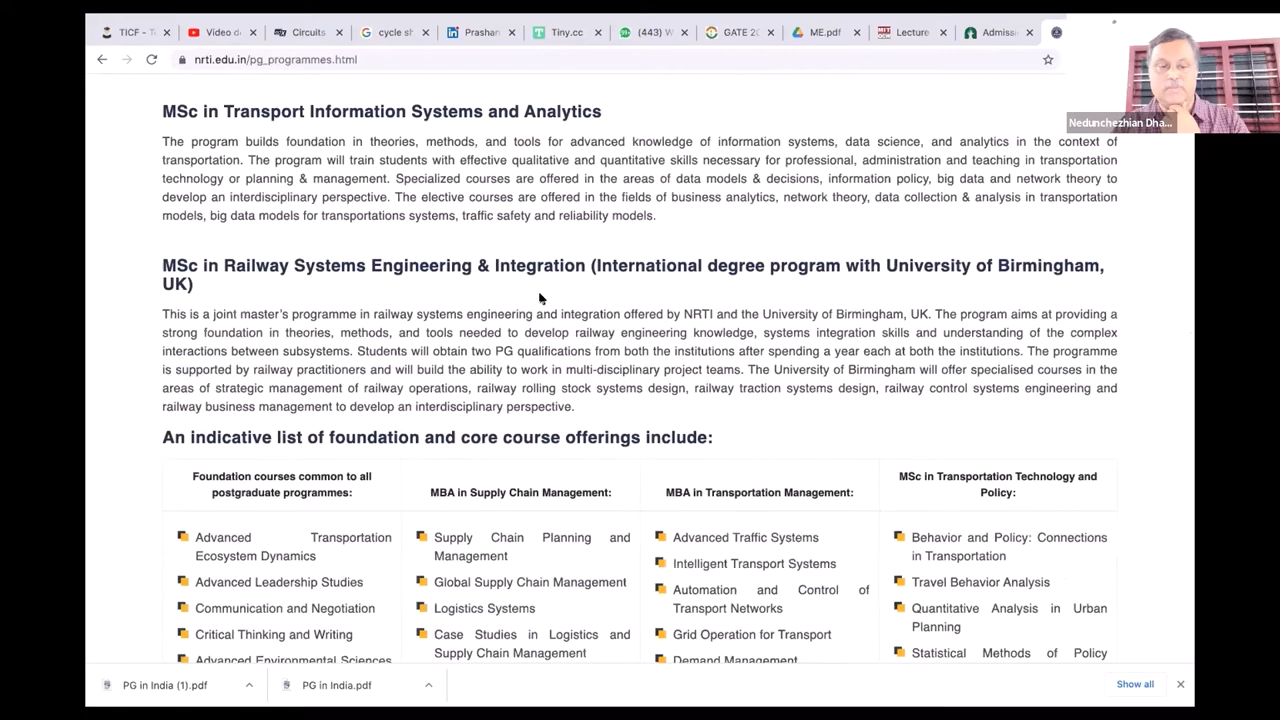 TICF - T
Video d
Circuits
cycle sh
Prashan
Tiny.cc
(443) W
GATE 20
ME.pdf
Lecture
Admiss
nrti.edu.in/pg_programmes.html
Nedunchezhian Dha...
MSc in Transport Information Systems and Analytics
The program builds foundation in theories, methods, and tools for advanced knowledge of information systems, data science, and analytics in the context of
transportation. The program will train students with effective qualitative and quantitative skills necessary for professional, administration and teaching in transportation
technology or planning & management. Specialized courses are offered in the areas of data models & decisions, information policy, big data and network theory to
develop an interdisciplinary perspective. The elective courses are offered in the fields of business analytics, network theory, data collection & analysis in transportation
models, big data models for transportations systems, traffic safety and reliability models.
MSc in Railway Systems Engineering & Integration (International degree program with University of Birmingham,
UK)
This is a joint master's programme in railway systems engineering and integration offered by NRTI and the University of Birmingham, UK. The program aims at providing a
strong foundation in theories, methods, and tools needed to develop railway engineering knowledge, systems integration skills and understanding of the complex
interactions between subsystems. Students will obtain two PG qualifications from both the institutions after spending a year each at both the institutions. The programme
is supported by railway practitioners and will build the ability to work in multi-disciplinary project teams. The University of Birmingham will offer specialised courses in the
areas of strategic management of railway operations, railway rolling stock systems design, railway traction systems design, railway control systems engineering and
railway business management to develop an interdisciplinary perspective.
An indicative list of foundation and core course offerings include:
Foundation courses common to all
postgraduate programmes:
Advanced Transportation
Ecosystem Dynamics
Advanced Leadership Studies
Communication and Negotiation
Critical Thinking and Writing
Advanced Environmental Sciences
MBA in Supply Chain Management:
Supply Chain Planning and
Management
Global Supply Chain Management
Logistics Systems
Case Studies in Logistics and
Supply Chain Management
MBA in Transportation Management:
Advanced Traffic Systems
Intelligent Transport Systems
Automation and Control of
Transport Networks
Grid Operation for Transport
Demand Management
MSc in Transportation Technology and
Policy:
Behavior and Policy: Connections
in Transportation
Travel Behavior Analysis
Quantitative Analysis in Urban
Planning
Statistical Methods of Policy
PG in India (1).pdf
PG in India.pdf
Show all